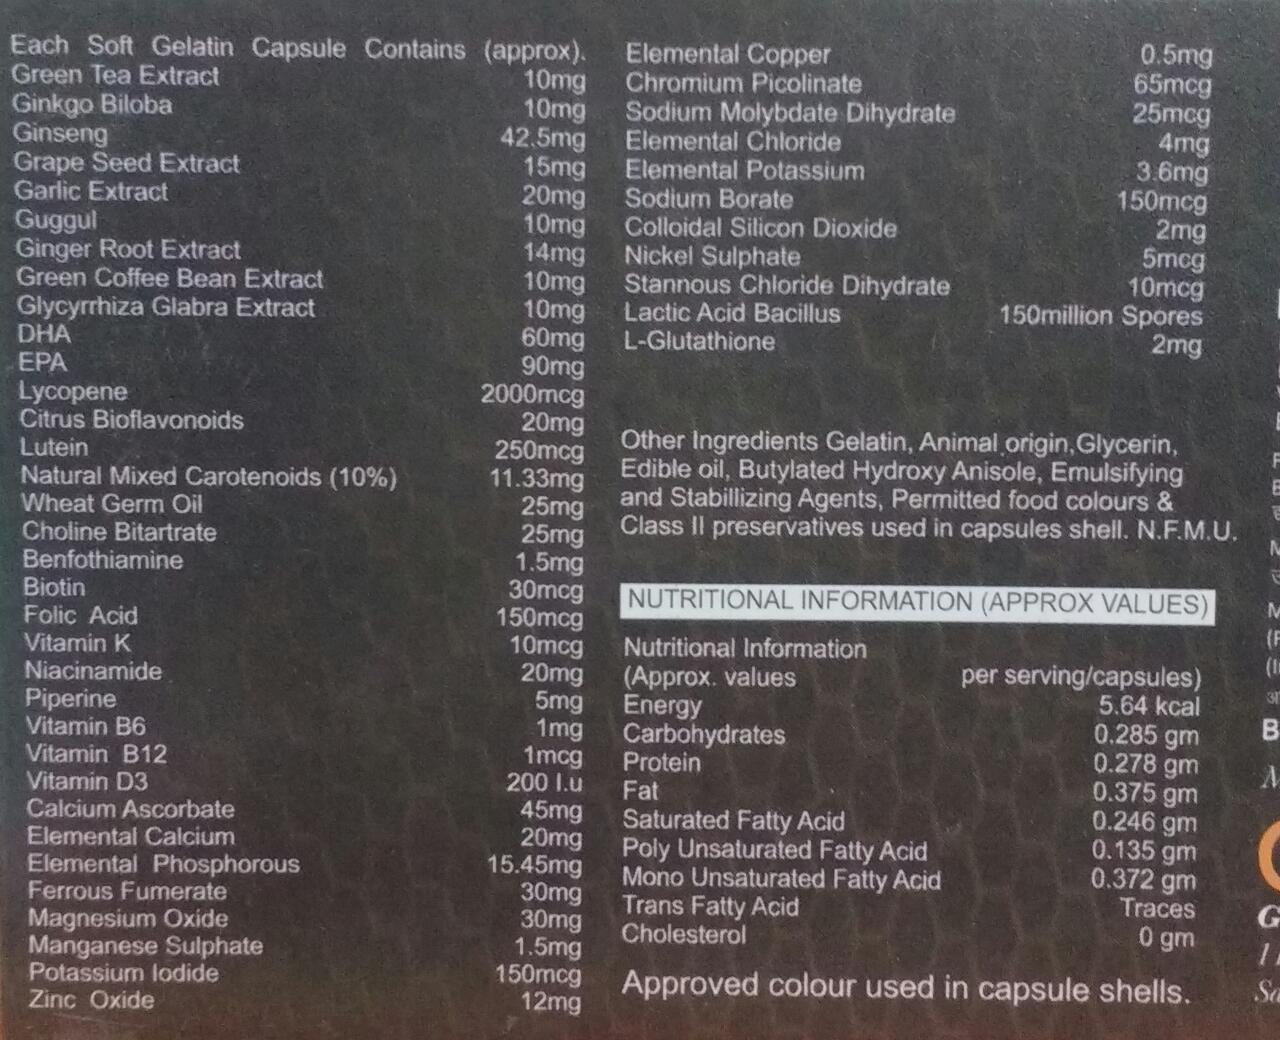 Each Soft Gelatin Capsule Contains (approx).
Green Tea Extract 10mg
Ginkgo Biloba 10mg
Ginseng 42.5mg
Grape Seed Extract 15mg
Garlic Extract 20mg
Guggul 10mg
Ginger Root Extract 14mg
Green Coffee Bean Extract 10mg
Glycyrrhiza Glabra Extract 10mg
DHA 60mg
EPA 90mg
Lycopene 2000mcg
Citrus Bioflavonoids 20mg
Lutein 250mcg
Natural Mixed Carotenoids (10%) 11.33mg
Wheat Germ Oil 25mg
Choline Bitartrate 25mg
Benfothiamine 1.5mg
Biotin 30mcg
Folic Acid 150mcg
Vitamin K 10mcg
Niacinamide 20mg
Piperine 5mg
Vitamin B6 1mg
Vitamin B12 1mcg
Vitamin D3 200 I.u
Calcium Ascorbate 45mg
Elemental Calcium 20mg
Elemental Phosphorous 15.45mg
Ferrous Fumerate 30mg
Magnesium Oxide 30mg
Manganese Sulphate 1.5mg
Potassium Iodide 150mcg
Zinc Oxide 12mg
Elemental Copper 0.5mg
Chromium Picolinate 65mcg
Sodium Molybdate Dihydrate 25mcg
Elemental Chloride 4mg
Elemental Potassium 3.6mg
Sodium Borate 150mcg
Colloidal Silicon Dioxide 2mg
Nickel Sulphate 5mcg
Stannous Chloride Dihydrate 10mcg
Lactic Acid Bacillus 150million Spores
L-Glutathione 2mg
Other Ingredients Gelatin, Animal origin,Glycerin,
Edible oil, Butylated Hydroxy Anisole, Emulsifying
and Stabillizing Agents, Permitted food colours &
Class II preservatives used in capsules shell. N.F.M.U.
NUTRITIONAL INFORMATION (APPROX VALUES)
Nutritional Information
(Approx. values per serving/capsules)
Energy 5.64 kcal
Carbohydrates 0.285 gm
Protein 0.278 gm
Fat 0.375 gm
Saturated Fatty Acid 0.246 gm
Poly Unsaturated Fatty Acid 0.135 gm
Mono Unsaturated Fatty Acid 0.372 gm
Trans Fatty Acid Traces
Cholesterol 0 gm
Approved colour used in capsule shells.